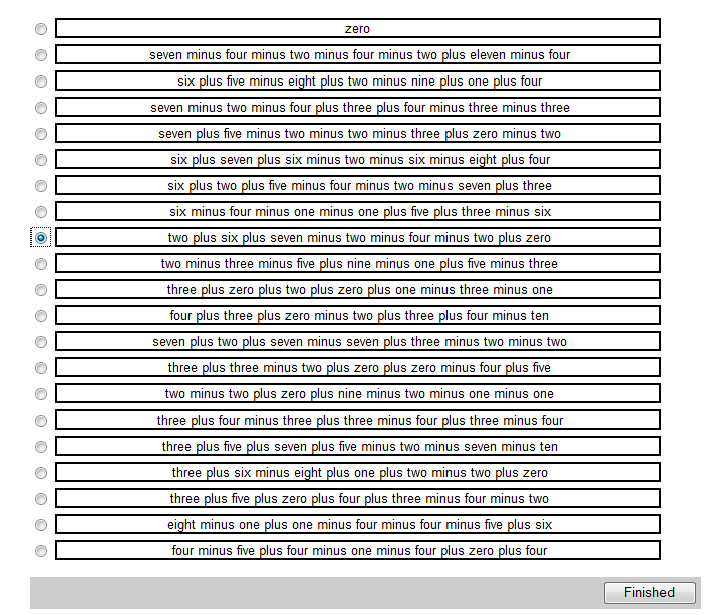 zero
seven minus four minus two minus four minus two plus eleven minus four
six plus five minus eight plus two minus nine plus one plus four
seven minus two minus four plus three plus four minus three minus three
seven plus five minus two minus two minus three plus zero minus two
six plus seven plus six minus two minus six minus eight plus four
six plus two plus five minus four minus two minus seven plus three
six minus four minus one minus one plus five plus three minus six
two plus six plus seven minus two minus four minus two plus zero
two minus three minus five plus nine minus one plus five minus three
three plus zero plus two plus zero plus one minus three minus one
four plus three plus zero minus two plus three plus four minus ten
seven plus two plus seven minus seven plus three minus two minus two
three plus three minus two plus zero plus zero minus four plus five
two minus two plus zero plus nine minus two minus one minus one
three plus four minus three plus three minus four plus three minus four
three plus five plus seven plus five minus two minus seven minus ten
three plus six minus eight plus one plus two minus two plus zero
three plus five plus zero plus four plus three minus four minus two
eight minus one plus one minus four minus four minus five plus six
four minus five plus four minus one minus four plus zero plus four
Finished